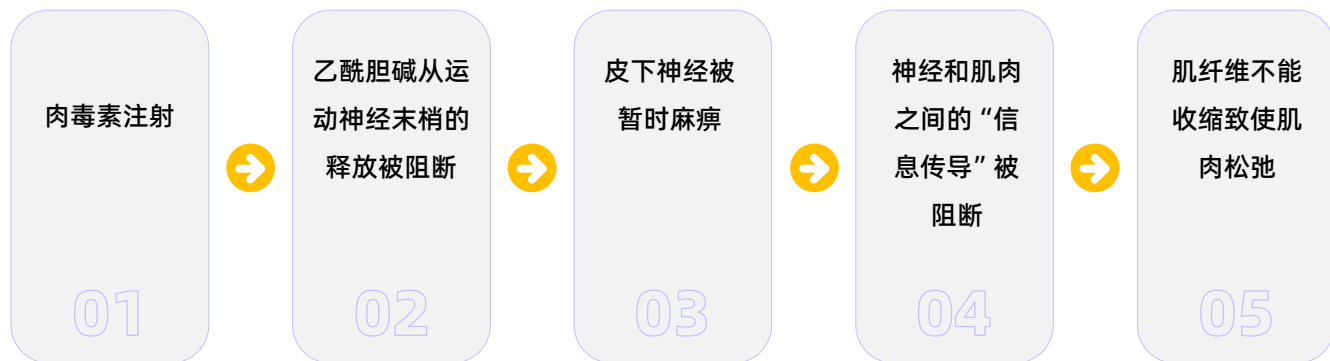 肉毒素注射
01
乙酰胆碱从运
动神经末梢的
释放被阻断
02
皮下神经被
暂时麻痹
03
神经和肌肉
之间的“信
息传导”被
阻断
04
肌纤维不能
收缩致使肌
肉松弛
05